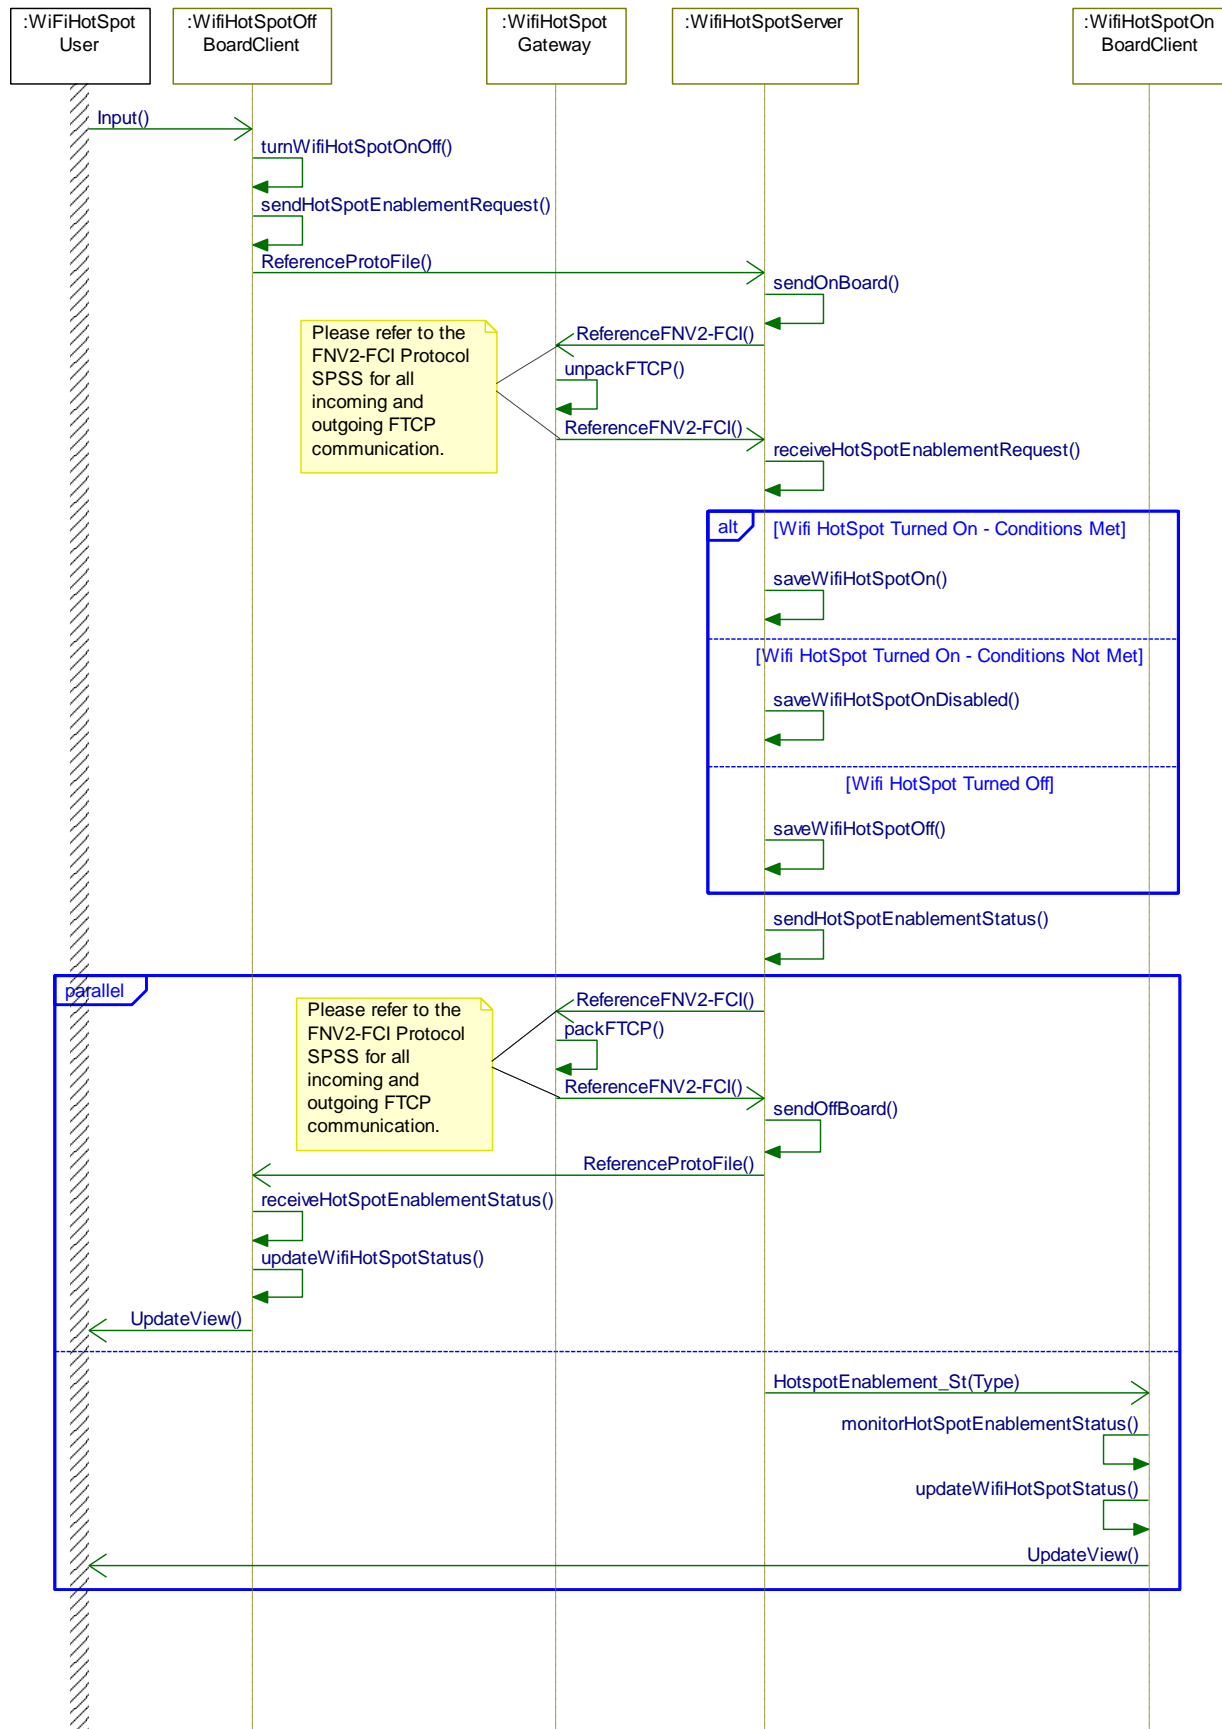 :WiFiHotSpot
User
:WifiHotSpotOff
BoardClient
:WifiHotSpot
Gateway
:WifiHotSpotServer
:WifiHotSpotOn
BoardClient
Input()
turnWifiHotSpotOnOff()
sendHotSpotEnablementRequest()
ReferenceProtoFile()
sendOnBoard()
Please refer to the
FNV2-FCI Protocol
SPSS for all
incoming and
outgoing FTCP
communication.
ReferenceFNV2-FCI()
unpackFTCP()
ReferenceFNV2-FCI()
receiveHotSpotEnablementRequest()
alt
[Wifi HotSpot Turned On - Conditions Met]
saveWifiHotSpotOn()
[Wifi HotSpot Turned On - Conditions Not Met]
saveWifiHotSpotOnDisabled()
[Wifi HotSpot Turned Off]
saveWifiHotSpotOff()
sendHotSpotEnablementStatus()
parallel
Please refer to the
FNV2-FCI Protocol
SPSS for all
incoming and
outgoing FTCP
communication.
ReferenceFNV2-FCI()
packFTCP()
ReferenceFNV2-FCI()
sendOffBoard()
ReferenceProtoFile()
receiveHotSpotEnablementStatus()
updateWifiHotSpotStatus()
UpdateView()
HotspotEnablement_St(Type)
monitorHotSpotEnablementStatus()
updateWifiHotSpotStatus()
UpdateView()